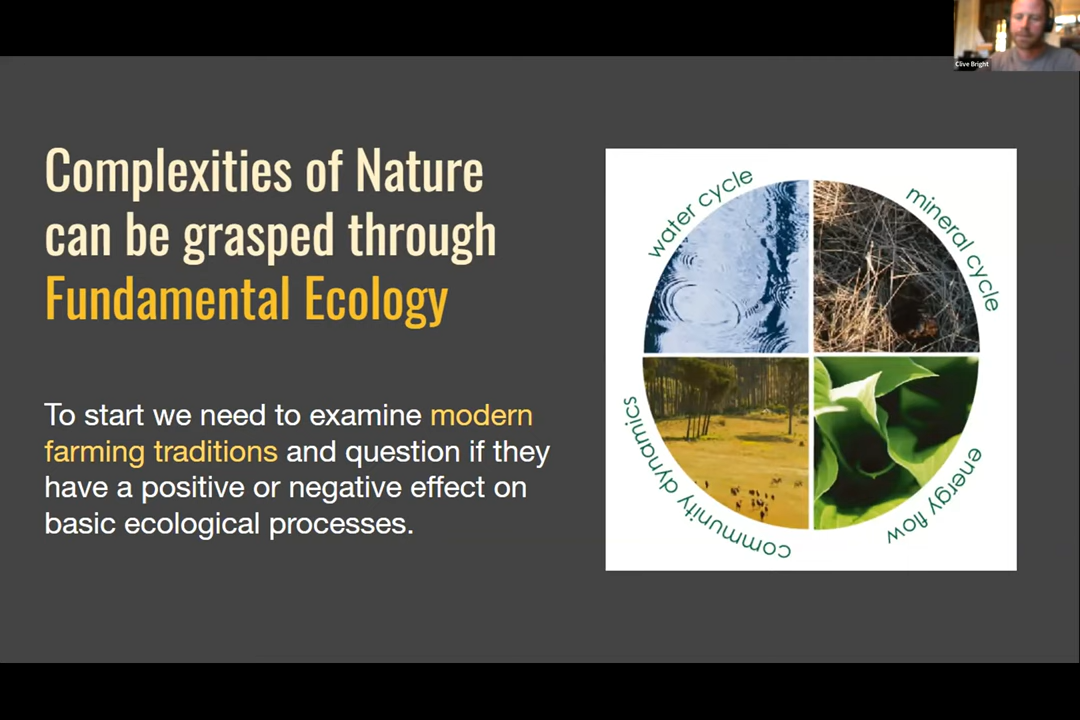 Clive Bright
Complexities of Nature
can be grasped through
Fundamental Ecology
To start we need to examine modern
farming traditions and question if they
have a positive or negative effect on
basic ecological processes.
water cycle
mineral cycle
community dynamics
energy flow